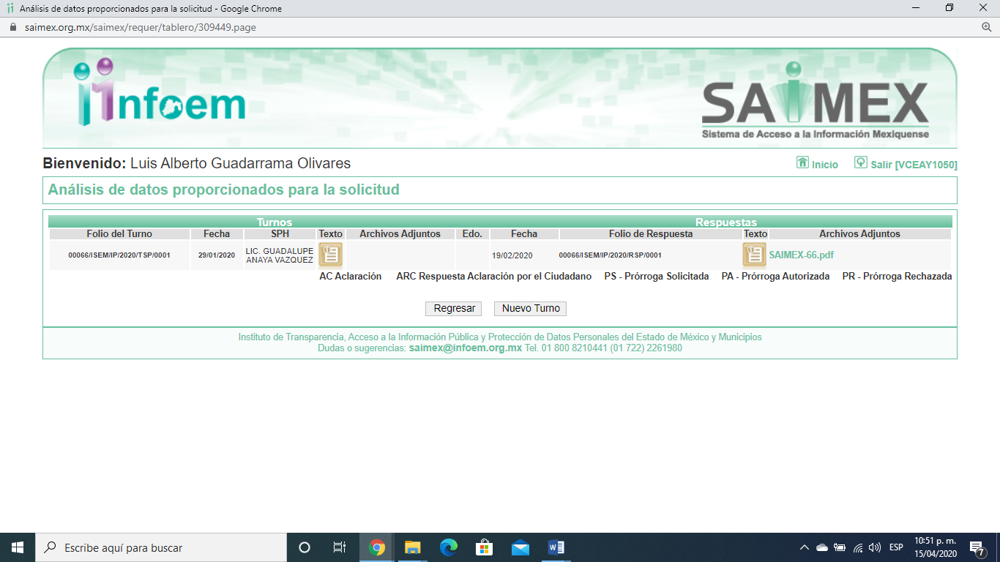 Análisis de datos proporcionados para la solicitud - Google Chrome
saimex.org.mx/saimex/requer/tablero/309449.page
infoem
SAIMEX
Sistema de Acceso a la Información Mexiquense
Bienvenido: Luis Alberto Guadarrama Olivares
Inicio Salir [VCEAY1050]
Análisis de datos proporcionados para la solicitud
Turnos Respuestas
Folio del Turno Fecha SPH Texto Archivos Adjuntos Edo. Fecha Folio de Respuesta Texto Archivos Adjuntos
00066/ISEM/IP/2020/TSP/0001 29/01/2020 LIC. GUADALUPE ANAYA VAZQUEZ 19/02/2020 00066/ISEM/IP/2020/RSP/0001 SAIMEX-66.pdf
AC Aclaración ARC Respuesta Aclaración por el Ciudadano PS - Prórroga Solicitada PA - Prórroga Autorizada PR - Prórroga Rechazada
Regresar Nuevo Turno
Instituto de Transparencia, Acceso a la Información Pública y Protección de Datos Personales del Estado de México y Municipios
Dudas o sugerencias: saimex@infoem.org.mx Tel. 01 800 8210441 (01 722) 2261980
Escribe aquí para buscar
ESP
10:51 p. m.
15/04/2020
7